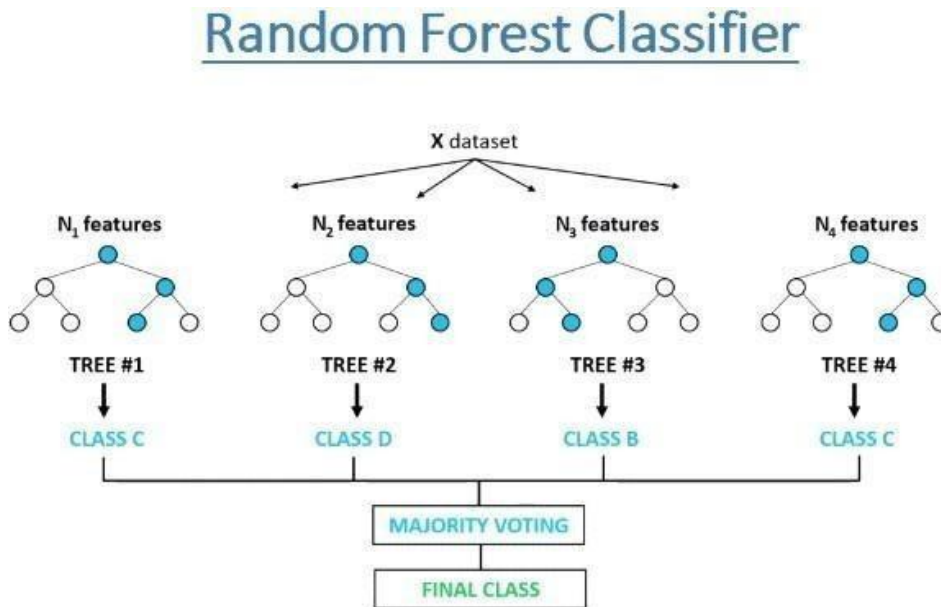 Random Forest Classifier
X dataset
N₁ features N₂ features N₃ features N₄ features
TREE #1 TREE #2 TREE #3 TREE #4
CLASS C CLASS D CLASS B CLASS C
MAJORITY VOTING
FINAL CLASS